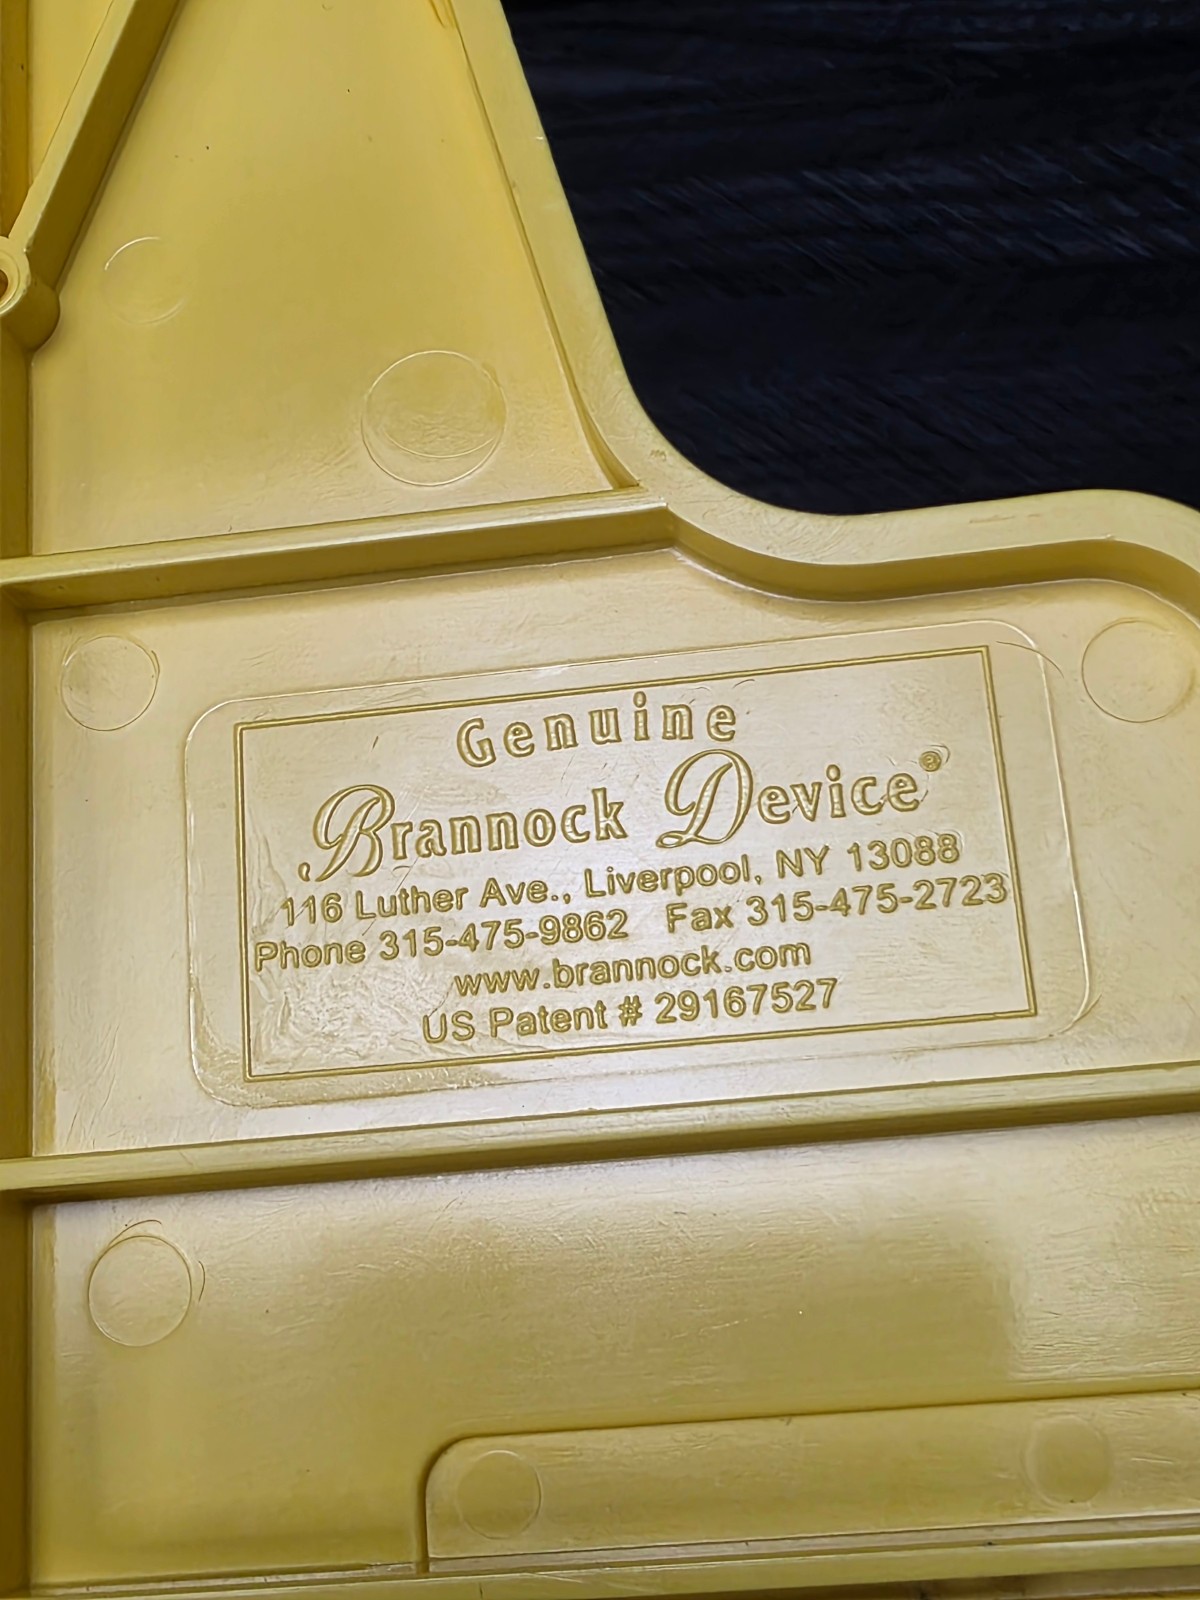 Genuine
Brannock Device®
116 Luther Ave., Liverpool, NY 13088
Phone 315-475-9862 Fax 315-475-2723
www.brannock.com
US Patent # 29167527